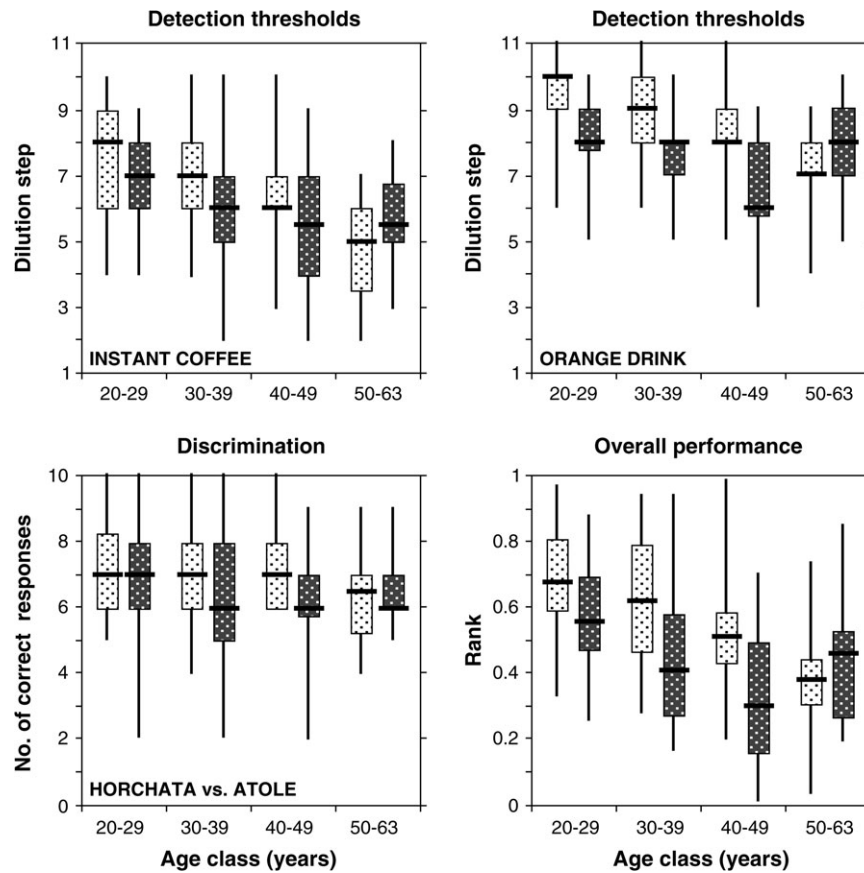 Detection thresholds
Dilution step
11
9
7
5
3
1
INSTANT COFFEE
20-29 30-39 40-49 50-63
Detection thresholds
Dilution step
11
9
7
5
3
1
ORANGE DRINK
20-29 30-39 40-49 50-63
Discrimination
No. of correct responses
10
8
6
4
2
0
HORCHATA vs. ATOLE
20-29 30-39 40-49 50-63
Age class (years)
Overall performance
Rank
1
0.8
0.6
0.4
0.2
0
20-29 30-39 40-49 50-63
Age class (years)